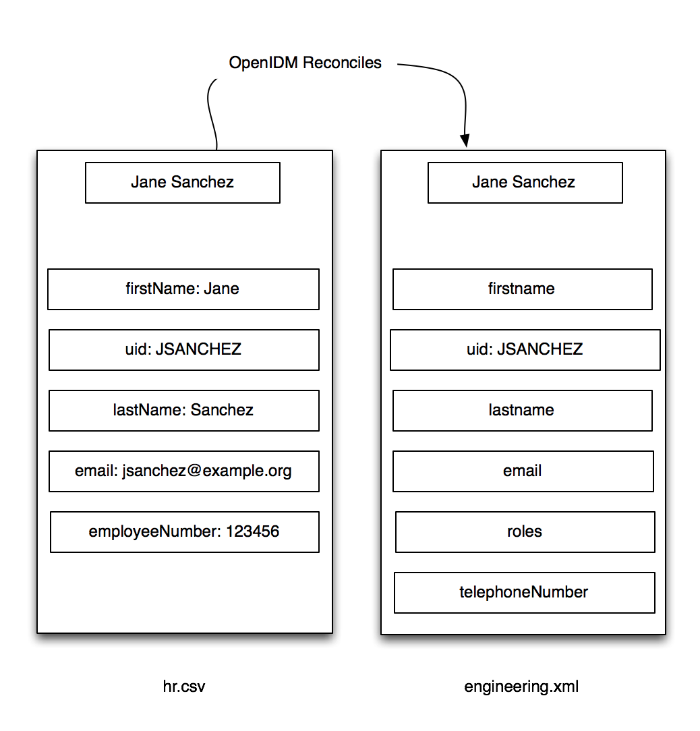 OpenIDM Reconciles
Jane Sanchez
firstName: Jane
uid: JSANCHEZ
lastName: Sanchez
email: jsanchez@example.org
employeeNumber: 123456
hr.csv
Jane Sanchez
firstname
uid: JSANCHEZ
lastname
email
roles
telephoneNumber
engineering.xml